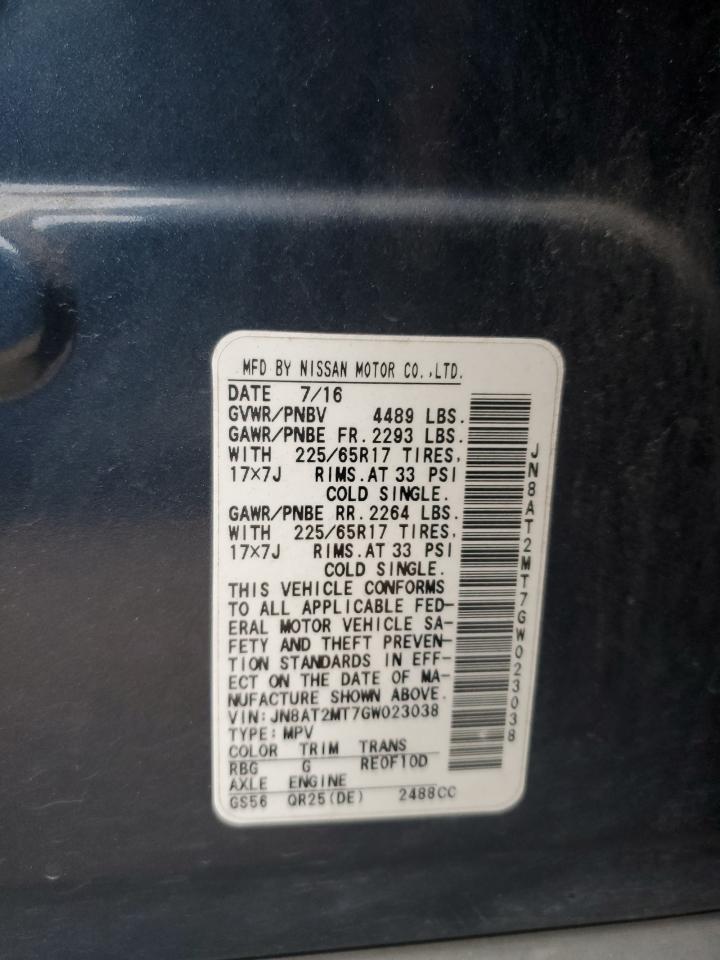 MFD BY NISSAN MOTOR CO.,LTD.
DATE 7/16
GVWR/PNBV 4489 LBS.
GAWR/PNBE FR. 2293 LBS.
WITH 225/65R17 TIRES,
17×7J RIMS.AT 33 PSI
COLD SINGLE.
GAWR/PNBE RR. 2264 LBS.
WITH 225/65R17 TIRES,
17×7J RIMS.AT 33 PSI
COLD SINGLE.
THIS VEHICLE CONFORMS
TO ALL APPLICABLE FED-
ERAL MOTOR VEHICLE SA-
FETY AND THEFT PREVEN-
TION STANDARDS IN EFF-
ECT ON THE DATE OF MA-
NUFACTURE SHOWN ABOVE.
VIN:JN8AT2MT7GW023038
TYPE:MPV
COLOR TRIM TRANS
RBG G RE0F10D
AXLE ENGINE
GS56 QR25(DE) 2488CC
JN8AT2MT7GW023038